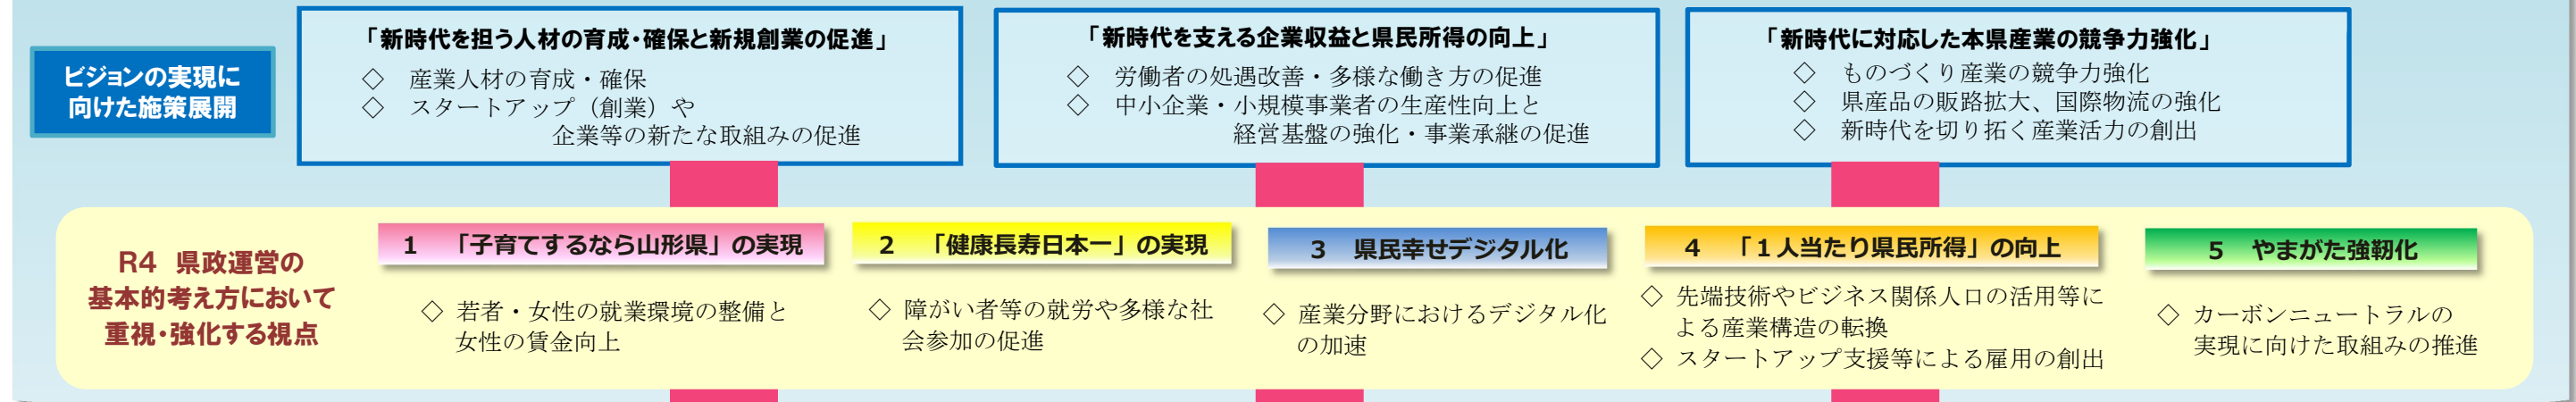 ビジョンの実現に
向けた施策展開
「新時代を担う人材の育成・確保と新規創業の促進」
◇ 産業人材の育成・確保
◇ スタートアップ（創業）や
企業等の新たな取組みの促進
「新時代を支える企業収益と県民所得の向上」
◇ 労働者の処遇改善・多様な働き方の促進
◇ 中小企業・小規模事業者の生産性向上と
経営基盤の強化・事業承継の促進
「新時代に対応した本県産業の競争力強化」
◇ ものづくり産業の競争力強化
◇ 県産品の販路拡大、国際物流の強化
◇ 新時代を切り拓く産業活力の創出
R4 県政運営の
基本的考え方において
重視・強化する視点
1 「子育てするなら山形県」の実現
◇ 若者・女性の就業環境の整備と
女性の賃金向上
2 「健康長寿日本一」の実現
◇ 障がい者等の就労や多様な社
会参加の促進
3 県民幸せデジタル化
◇ 産業分野におけるデジタル化
の加速
4 「１人当たり県民所得」の向上
◇ 先端技術やビジネス関係人口の活用等に
よる産業構造の転換
◇ スタートアップ支援等による雇用の創出
5 やまがた強靭化
◇ カーボンニュートラルの
実現に向けた取組みの推進